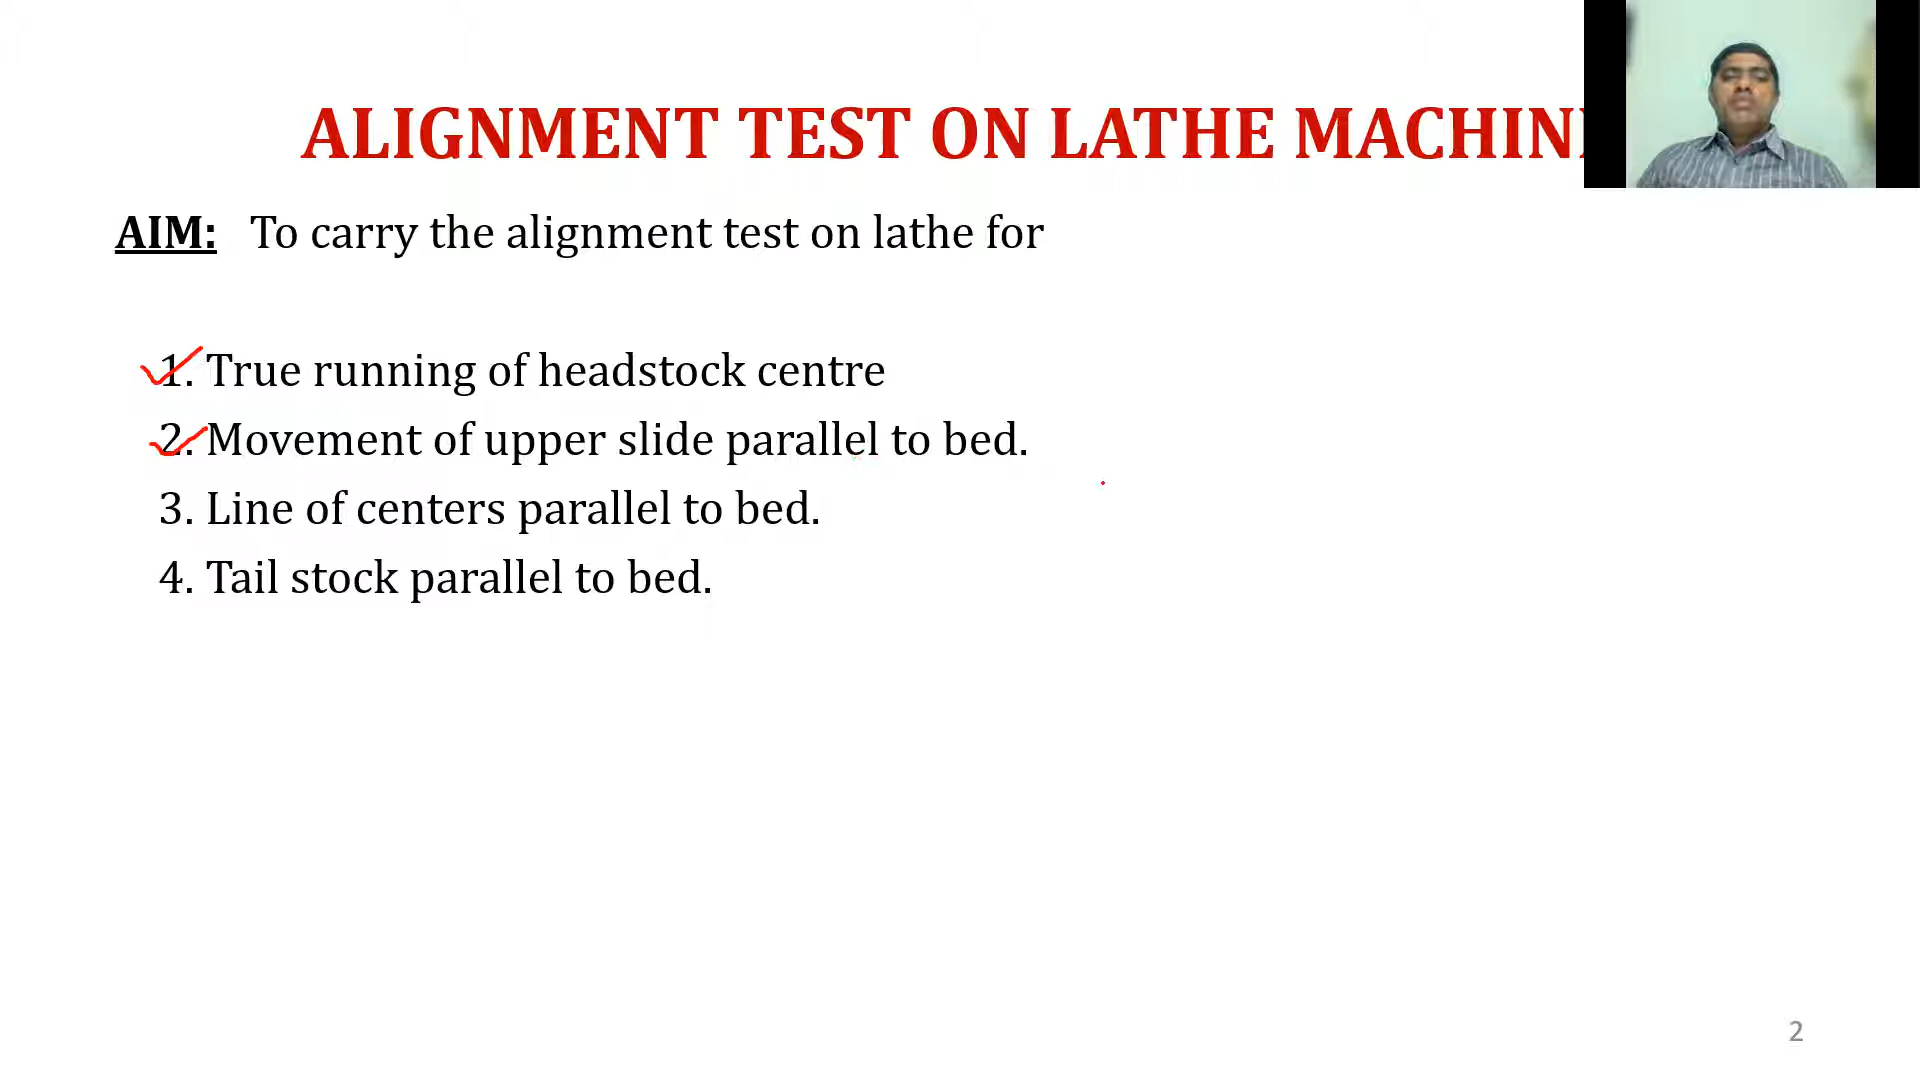 ALIGNMENT TEST ON LATHE MACHIN
AIM: To carry the alignment test on lathe for
1. True running of headstock centre
2. Movement of upper slide parallel to bed.
3. Line of centers parallel to bed.
4. Tail stock parallel to bed.
2